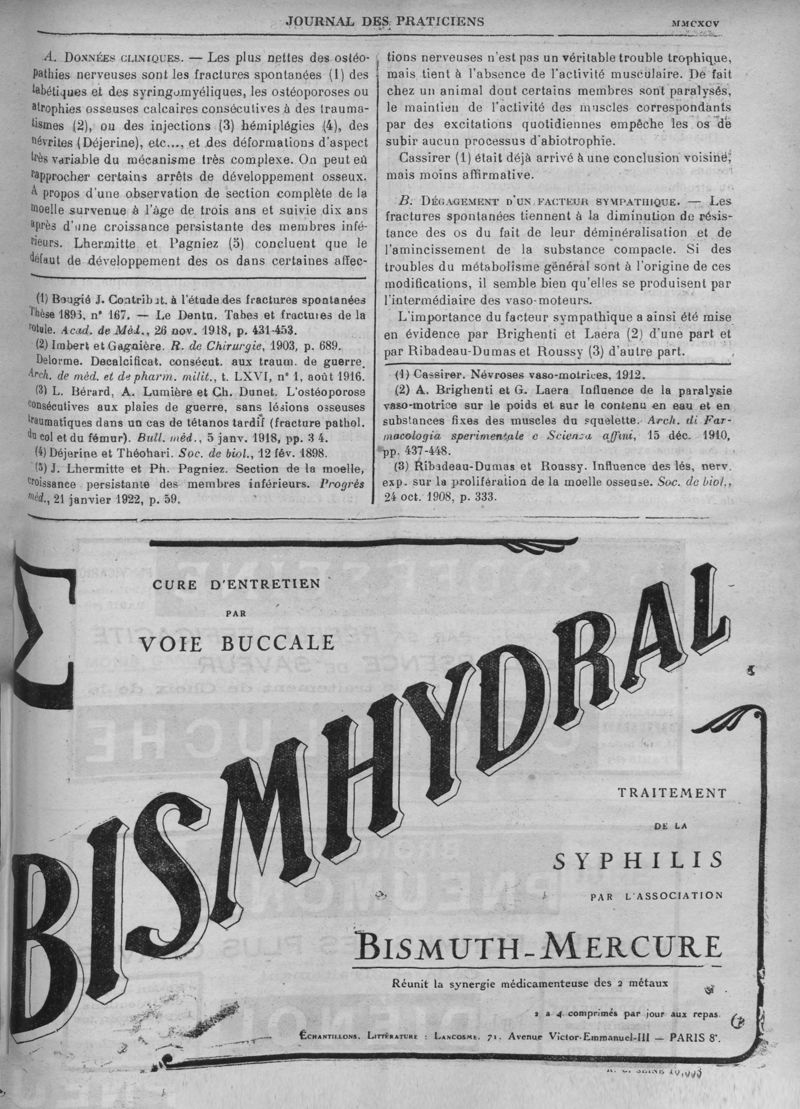 JOURNAL DES PRATICIENS
MMCXCV
A. DONNÉES CLINIQUES. — Les plus nettes des ostéo-
pathies nerveuses sont les fractures spontanées (1) des
tabétiques et des syringomyéliques, les ostéoporoses ou
atrophies osseuses calcaires consécutives à des trauma-
tismes (2), ou des injections (3) hémiplégies (4), des
névrites (Déjerine), etc..., et des déformations d'aspect
très variable du mécanisme très complexe. On peut en
rapprocher certains arrêts de développement osseux.
A propos d'une observation de section complète de la
moelle survenue à l'âge de trois ans et suivie dix ans
après d'une croissance persistante des membres infé-
rieurs. Lhermitte et Pagniez (5) concluent que le
défaut de développement des os dans certaines affec-
(1) Bougié J. Contribut. à l'étude des fractures spontanées
Thèse 1893, n° 167. — Le Dentu. Tabes et fractures de la
rotule. Acad. de Méd., 26 nov. 1918, p. 431-453.
(2) Imbert et Gagnière. R. de Chirurgie, 1903, p. 689.
Delorme. Decalcificat. consécut. aux traum. de guerre
Arch. de méd. et de pharm. milit., t. LXVI, n° 1, août 1916.
(3) L. Bérard, A. Lumière et Ch. Dunet. L'ostéoporose
consécutives aux plaies de guerre, sans lésions osseuses
traumatiques dans un cas de tétanos tardif (fracture pathol.
du col et du fémur). Bull. méd., 5 janv. 1918, pp. 3 4.
(4) Déjerine et Théohari. Soc. de biol., 12 fév. 1898.
(5) J. Lhermitte et Ph. Pagniez. Section de la moelle,
croissance persistante des membres inférieurs. Progrès
méd., 21 janvier 1922, p. 59.
tions nerveuses n'est pas un véritable trouble trophique,
mais tient à l'absence de l'activité musculaire. De fait
chez un animal dont certains membres sont paralysés,
le maintien de l'activité des muscles correspondants
par des excitations quotidiennes empêche les os de
subir aucun processus d'abiotrophie.
Cassirer (1) était déjà arrivé à une conclusion voisine,
mais moins affirmative.
B. DÉGAGEMENT D'UN FACTEUR SYMPATHIQUE. — Les
fractures spontanées tiennent à la diminution de résis-
tance des os du fait de leur déminéralisation et de
l'amincissement de la substance compacte. Si des
troubles du métabolisme général sont à l'origine de ces
modifications, il semble bien qu'elles se produisent par
l'intermédiaire des vaso-moteurs.
L'importance du facteur sympathique a ainsi été mise
en évidence par Brighenti et Laera (2) d'une part et
par Ribadeau-Dumas et Roussy (3) d'autre part.
(1) Cassirer. Névroses vaso-motrices, 1912.
(2) A. Brighenti et G. Laera Influence de la paralysie
vaso-motrice sur le poids et sur le contenu en eau et en
substances fixes des muscles du squelette. Arch. di Far-
macologia sperimentale e Scienza affini, 15 déc. 1910,
pp. 437-448.
(3) Ribadeau-Dumas et Roussy. Influence des lés, nerv.
exp. sur la prolifération de la moelle osseuse. Soc. de biol.,
24 oct. 1908, p. 333.
Σ
CURE D'ENTRETIEN
PAR
VOIE BUCCALE
BISMHYDRAL
TRAITEMENT
DE LA
SYPHILIS
PAR L'ASSOCIATION
BISMUTH-MERCURE
Réunit la synergie médicamenteuse des 2 métaux
2 a 4 comprimés par jour aux repas.
ÉCHANTILLONS. LITTÉRATURE : LANCOSME. 71, Avenue Victor-Emmanuel-III — PARIS 8e.